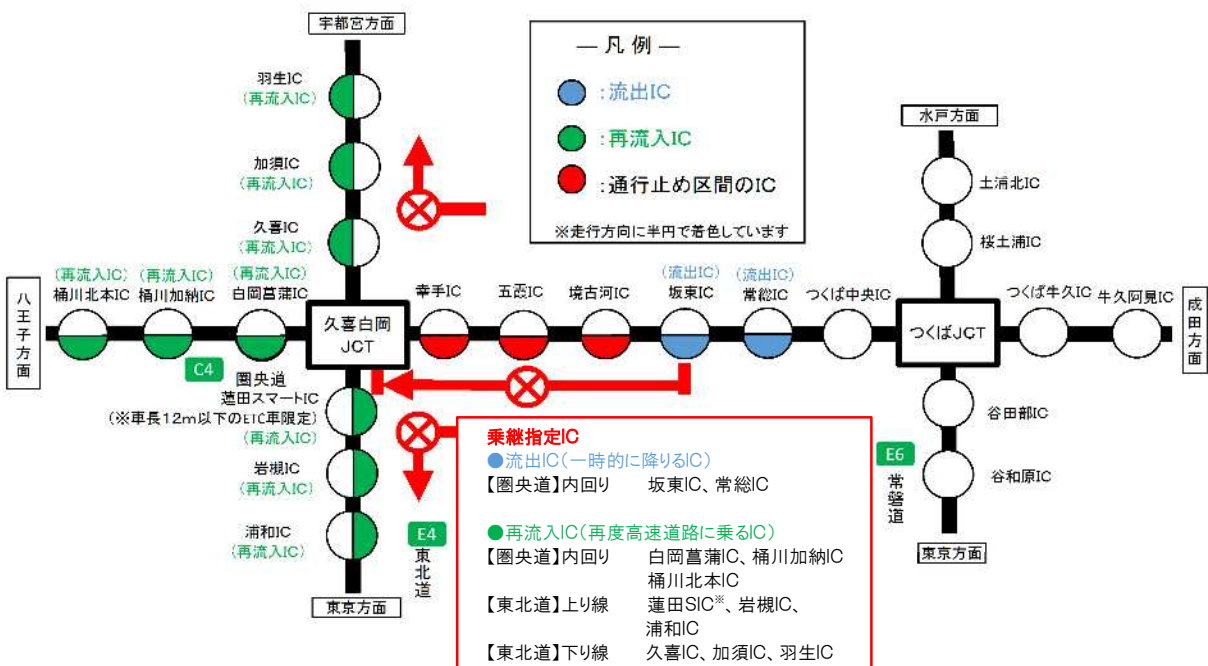 宇都宮方面
羽生IC
(再流入IC)
加須IC
(再流入IC)
久喜IC
(再流入IC)
― 凡 例 ―
:流出IC
:再流入IC
:通行止め区間のIC
※走行方向に半円で着色しています
水戸方面
土浦北IC
桜土浦IC
八王子方面
(再流入IC)
桶川北本IC
(再流入IC)
桶川加納IC
(再流入IC)
白岡菖蒲IC
久喜白岡
JCT
幸手IC
五霞IC
境古河IC
(流出IC)
坂東IC
(流出IC)
常総IC
つくば中央IC
つくばJCT
つくば牛久IC
牛久阿見IC
成田方面
C4
圏央道
蓮田スマートIC
(※車長12m以下のETC車限定)
(再流入IC)
岩槻IC
(再流入IC)
浦和IC
(再流入IC)
E4
東北道
東京方面
谷田部IC
谷和原IC
E6
常磐道
東京方面
乗継指定IC
●流出IC(一時的に降りるIC)
【圏央道】内回り 坂東IC、常総IC
●再流入IC(再度高速道路に乗るIC)
【圏央道】内回り 白岡菖蒲IC、桶川加納IC
桶川北本IC
【東北道】上り線 蓮田SIC※、岩槻IC、
浦和IC
【東北道】下り線 久喜IC、加須IC、羽生IC